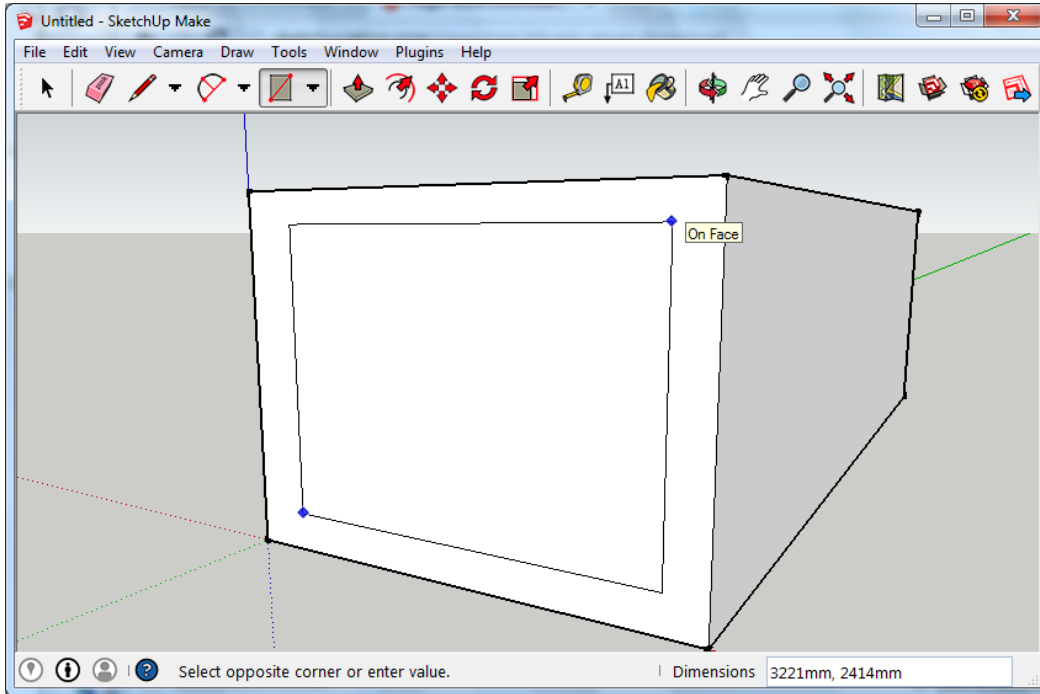 Untitled - SketchUp Make
File Edit View Camera Draw Tools Window Plugins Help
A1
On Face
Select opposite corner or enter value.
Dimensions 3221mm, 2414mm